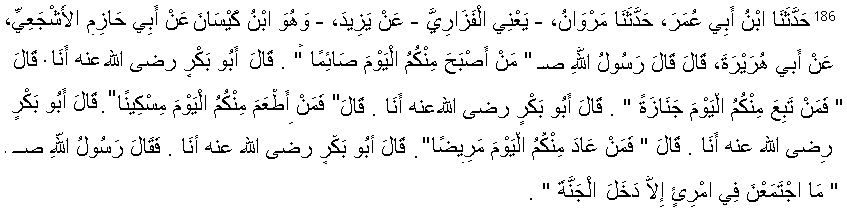 186 حَدَّثَنَا ابْنُ أَبِي عُمَرَ، حَدَّثَنَا مَرْوَانُ، - يَعْنِي الْفَزَارِيَّ - عَنْ يَزِيدَ، - وَهُوَ ابْنُ كَيْسَانَ عَنْ أَبِي حَازِمٍ الأَشْجَعِيِّ،
عَنْ أَبِي هُرَيْرَةَ، قَالَ قَالَ رَسُولُ اللهِ صـ " مَنْ أَصْبَحَ مِنْكُمُ الْيَوْمَ صَائِمًا " . قَالَ أَبُو بَكْرٍ رضى الله عنه أَنَا . قَالَ
" فَمَنْ تَبِعَ مِنْكُمُ الْيَوْمَ جَنَازَةً " . قَالَ أَبُو بَكْرٍ رضى الله عنه أَنَا . قَالَ" فَمَنْ أَطْعَمَ مِنْكُمُ الْيَوْمَ مِسْكِينًا". قَالَ أَبُو بَكْرٍ
رضى الله عنه أَنَا . قَالَ " فَمَنْ عَادَ مِنْكُمُ الْيَوْمَ مَرِيضًا". قَالَ أَبُو بَكْرٍ رضى الله عنه أَنَا . فَقَالَ رَسُولُ اللهِ صـ .
" مَا اجْتَمَعْنَ فِي امْرِئٍ إِلاَّ دَخَلَ الْجَنَّةَ " .